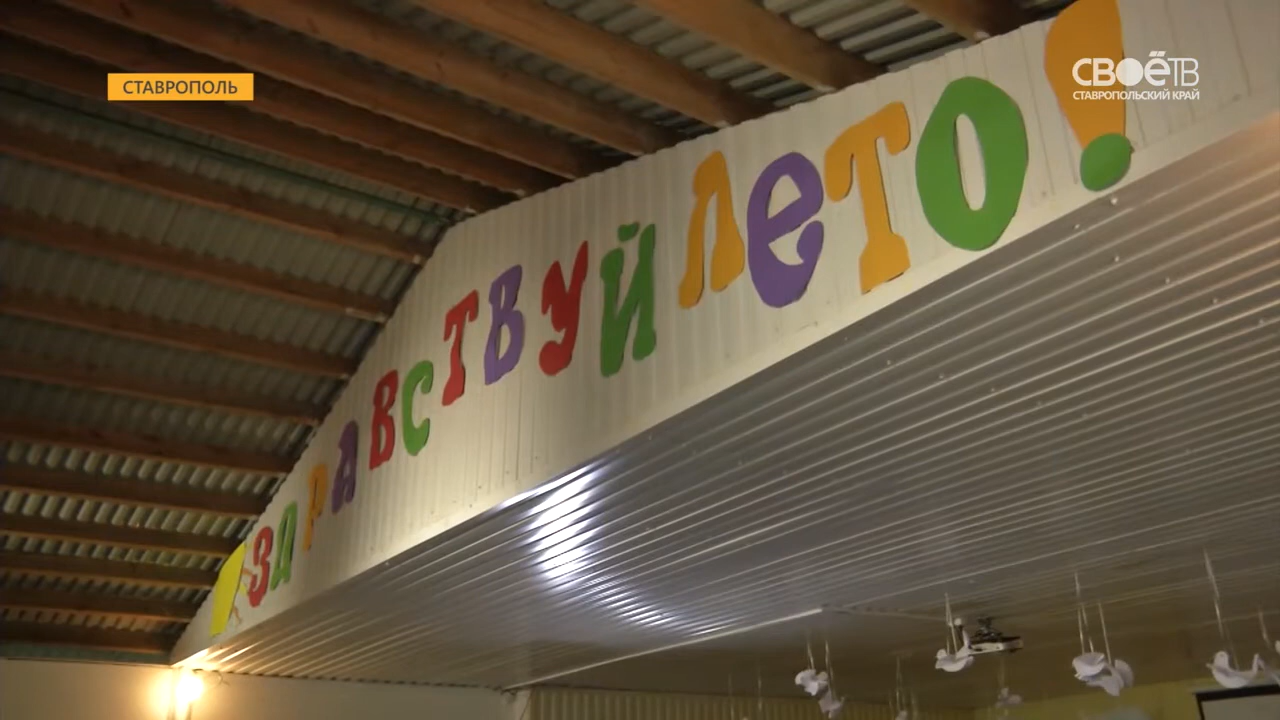 СТАВРОПОЛЬ
СВОЁТВ
СТАВРОПОЛЬСКИЙ КРАЙ
ЗДРАВСТВУЙ ЛеТО!